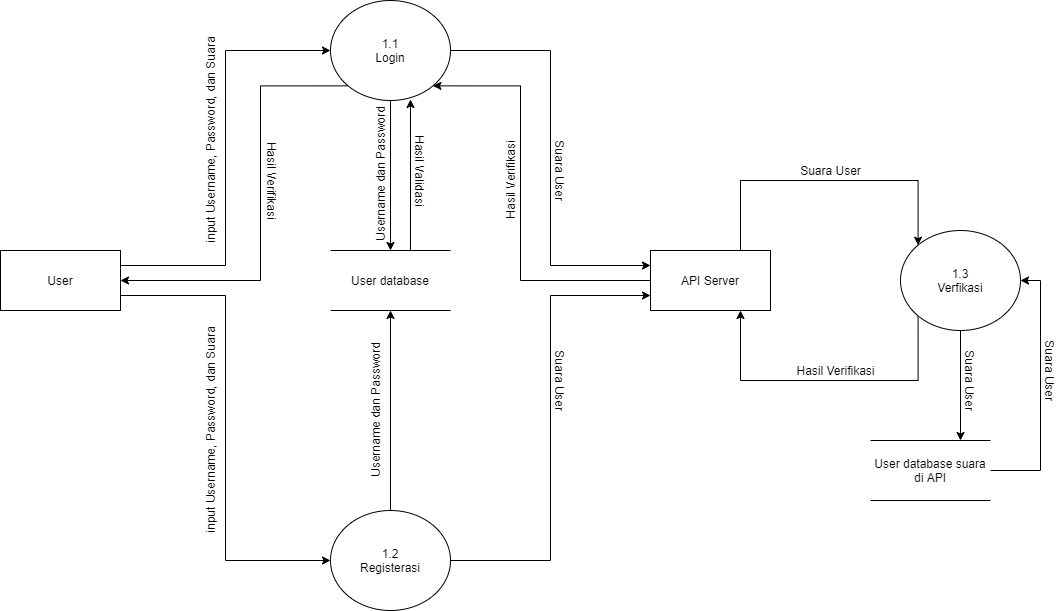 1.1
Login
input Username, Password, dan Suara
Hasil Verifikasi
Username dan Password
Hasil Validasi
Hasil Verifikasi
Suara User
Suara User
User
User database
API Server
1.3
Verfikasi
input Username, Password, dan Suara
Username dan Password
Suara User
Hasil Verifikasi
Suara User
Suara User
User database suara
di API
1.2
Registerasi